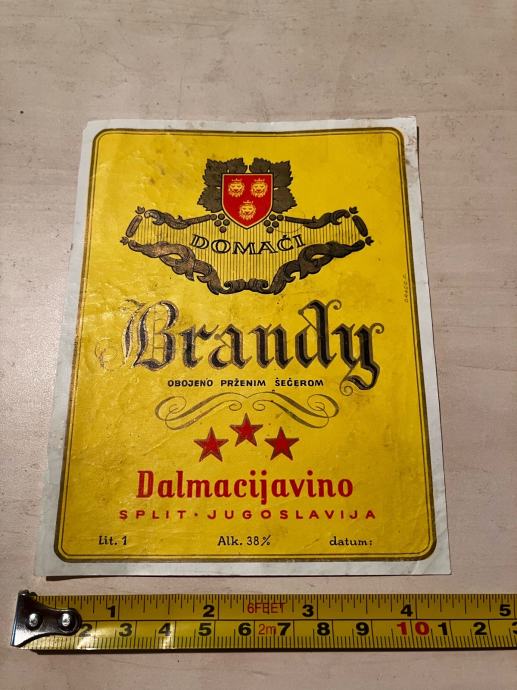 DOMAĆI
Brandy
OBOJENO PRŽENIM ŠEĆEROM
Dalmacijavino
SPLIT · JUGOSLAVIJA
Lit. 1 Alk. 38% datum:
1 2 6FEET 3 4 5
2 3 4 5 6 2m 7 8 9 10 1 2